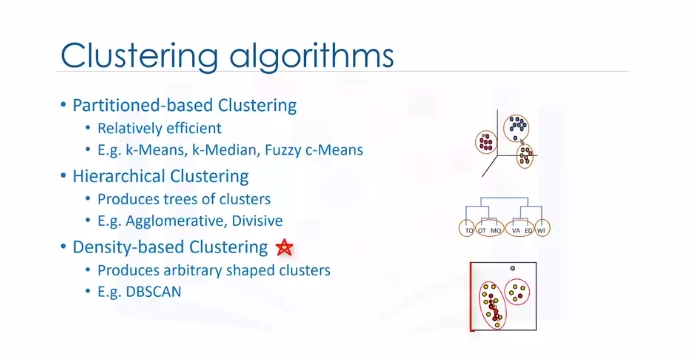 Clustering algorithms
• Partitioned-based Clustering
• Relatively efficient
• E.g. k-Means, k-Median, Fuzzy c-Means
• Hierarchical Clustering
• Produces trees of clusters
• E.g. Agglomerative, Divisive
• Density-based Clustering
• Produces arbitrary shaped clusters
• E.g. DBSCAN
TO OT MO VA ED WI